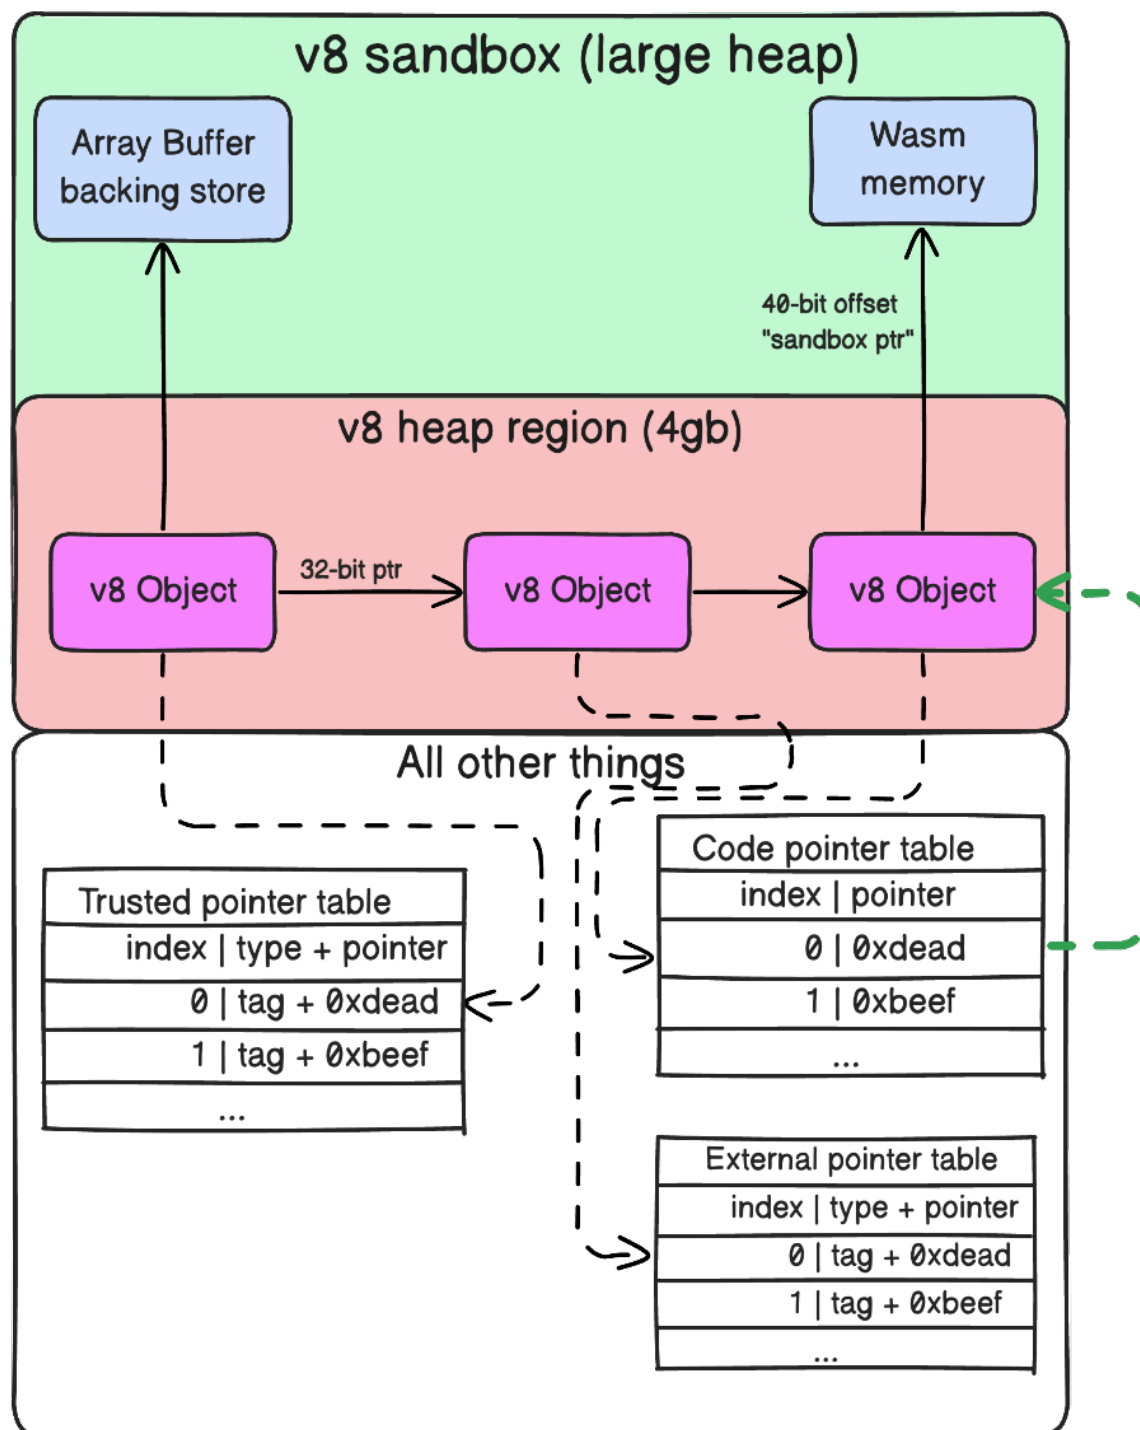 v8 sandbox (large heap)
Array Buffer
backing store
Wasm
memory
40-bit offset
"sandbox ptr"
v8 heap region (4gb)
v8 Object
32-bit ptr
v8 Object
v8 Object
All other things
Trusted pointer table
index | type + pointer
0 | tag + 0xdead
1 | tag + 0xbeef
...
Code pointer table
index | pointer
0 | 0xdead
1 | 0xbeef
...
External pointer table
index | type + pointer
0 | tag + 0xdead
1 | tag + 0xbeef
...